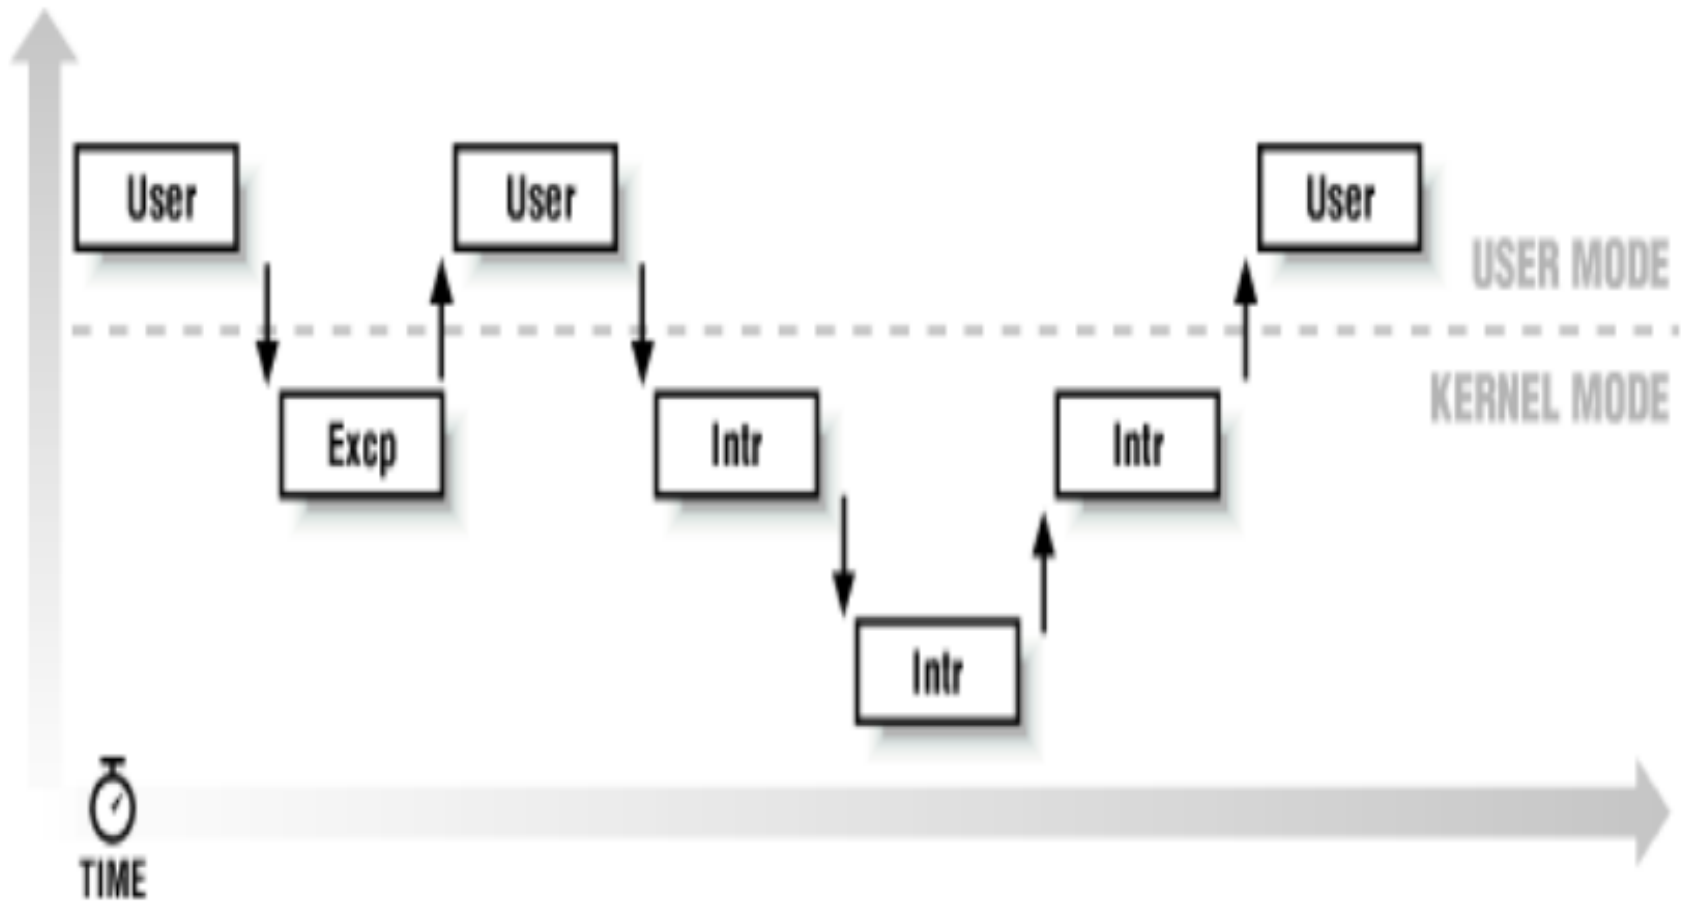 User
User
User
USER MODE
KERNEL MODE
Excp
Intr
Intr
Intr
TIME